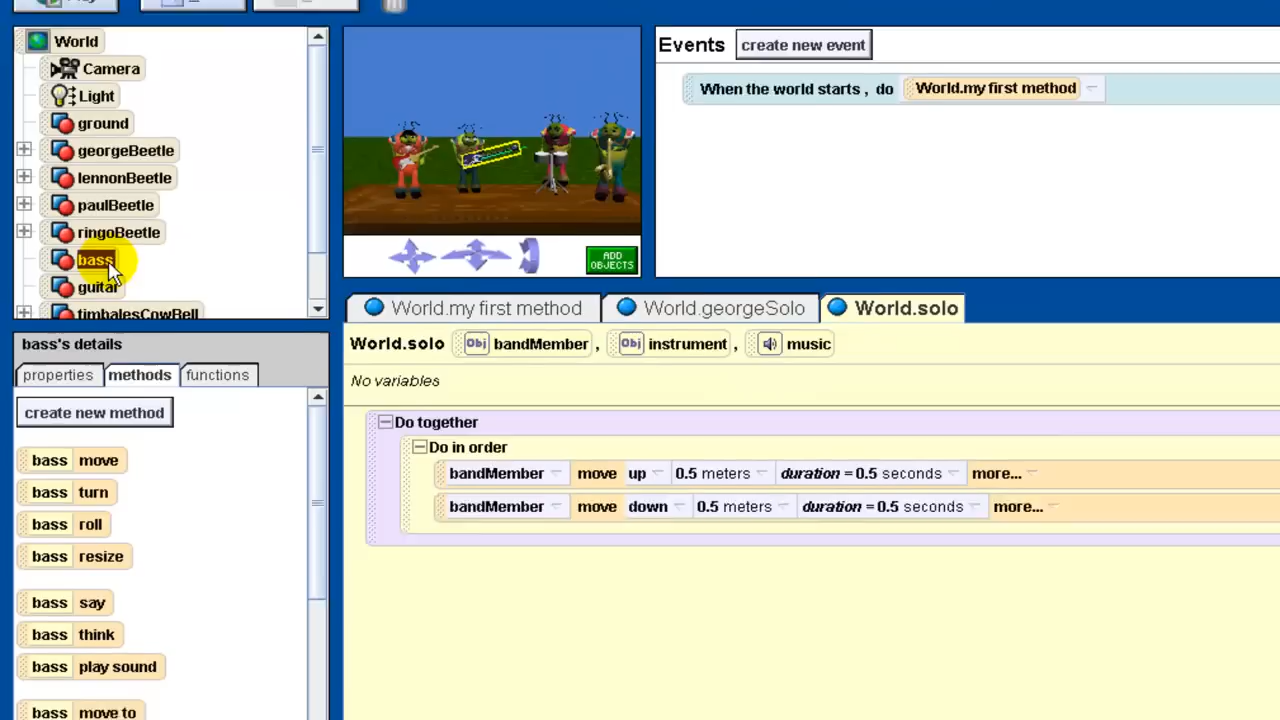 World
Camera
Light
ground
georgeBeetle
lennonBeetle
paulBeetle
ringoBeetle
bass
guitar
timbalesCowBell
ADD
OBJECTS
Events create new event
When the world starts , do World.my first method
bass's details
properties methods functions
create new method
bass move
bass turn
bass roll
bass resize
bass say
bass think
bass play sound
bass move to
World.my first method World.georgeSolo World.solo
World.solo Obj bandMember , Obj instrument , music
No variables
Do together
Do in order
bandMember move up 0.5 meters duration = 0.5 seconds more...
bandMember move down 0.5 meters duration = 0.5 seconds more...